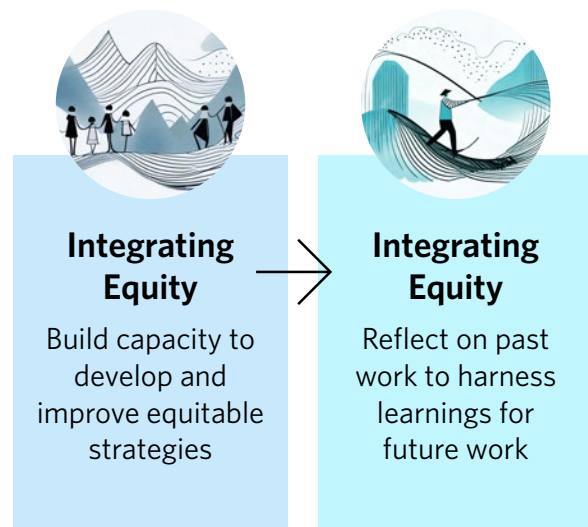 Integrating
Equity
Build capacity to
develop and
improve equitable
strategies
Integrating
Equity
Reflect on past
work to harness
learnings for
future work